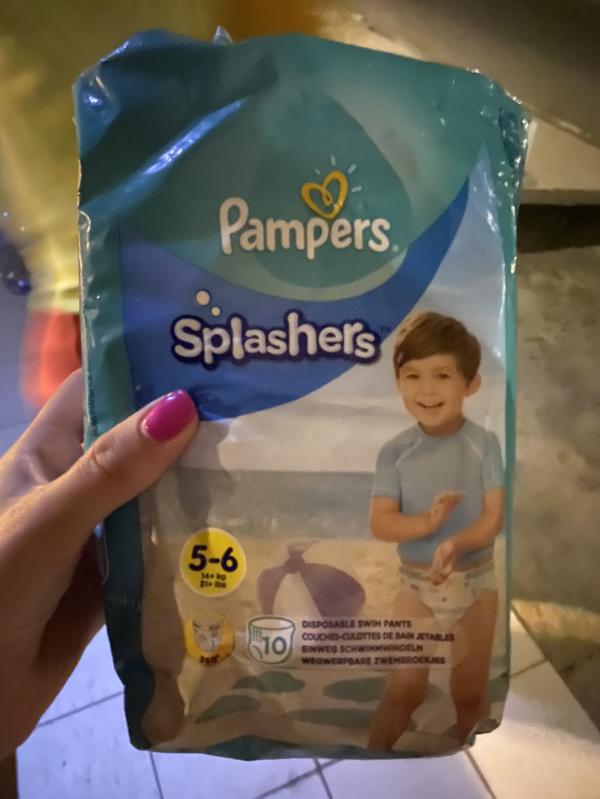 Pampers
Splashers
5-6
14+ kg
31+ lbs
360°
10
DISPOSABLE SWIM PANTS
COUCHES-CULOTTES DE BAIN JETABLES
EINWEG SCHWIMMWINDELN
WEGWERPBARE ZWEMBROEKJES